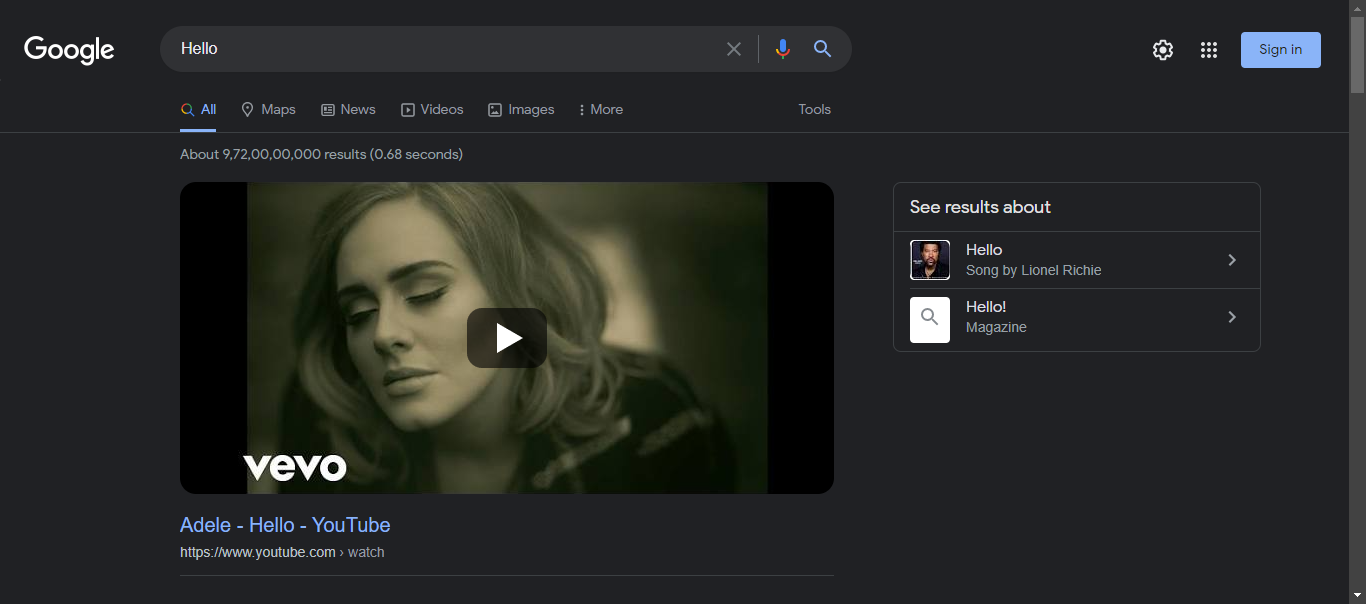 Google
Hello
Sign in
All
Maps
News
Videos
Images
More
Tools
About 9,72,00,00,000 results (0.68 seconds)
vevo
Adele - Hello - YouTube
https://www.youtube.com › watch
See results about
Hello
Song by Lionel Richie
Hello!
Magazine